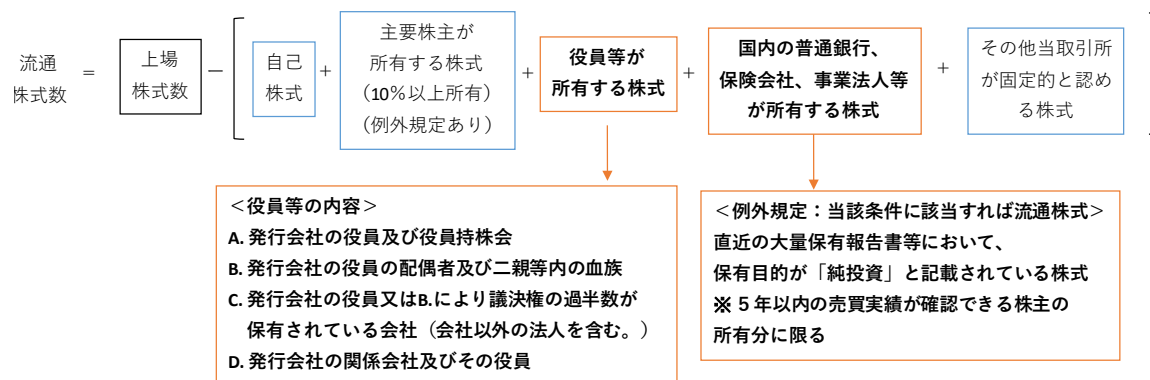 流通
株式数
＝
上場
株式数
－
自己
株式
＋
主要株主が
所有する株式
（10％以上所有）
（例外規定あり）
＋
役員等が
所有する株式
＋
国内の普通銀行、
保険会社、事業法人等
が所有する株式
＋
その他当取引所
が固定的と認め
る株式
＜役員等の内容＞
A. 発行会社の役員及び役員持株会
B. 発行会社の役員の配偶者及び二親等内の血族
C. 発行会社の役員又はB.により議決権の過半数が
保有されている会社（会社以外の法人を含む。）
D. 発行会社の関係会社及びその役員
＜例外規定：当該条件に該当すれば流通株式＞
直近の大量保有報告書等において、
保有目的が「純投資」と記載されている株式
※ ５年以内の売買実績が確認できる株主の
所有分に限る